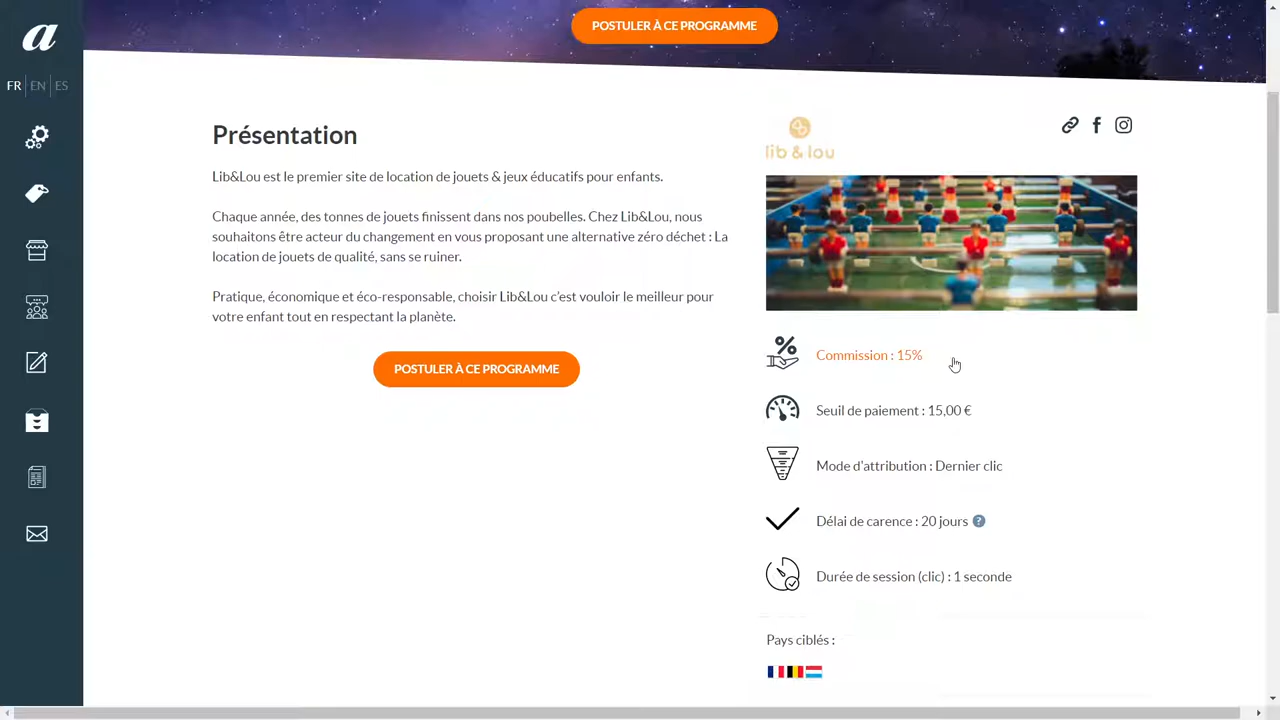 POSTULER À CE PROGRAMME
a
FR EN ES
Présentation
Lib&Lou est le premier site de location de jouets & jeux éducatifs pour enfants.
Chaque année, des tonnes de jouets finissent dans nos poubelles. Chez Lib&Lou, nous
souhaitons être acteur du changement en vous proposant une alternative zéro déchet : La
location de jouets de qualité, sans se ruiner.
Pratique, économique et éco-responsable, choisir Lib&Lou c'est vouloir le meilleur pour
votre enfant tout en respectant la planète.
POSTULER À CE PROGRAMME
lib & lou
Commission : 15%
Seuil de paiement : 15,00 €
Mode d'attribution : Dernier clic
Délai de carence : 20 jours ?
Durée de session (clic) : 1 seconde
Pays ciblés :